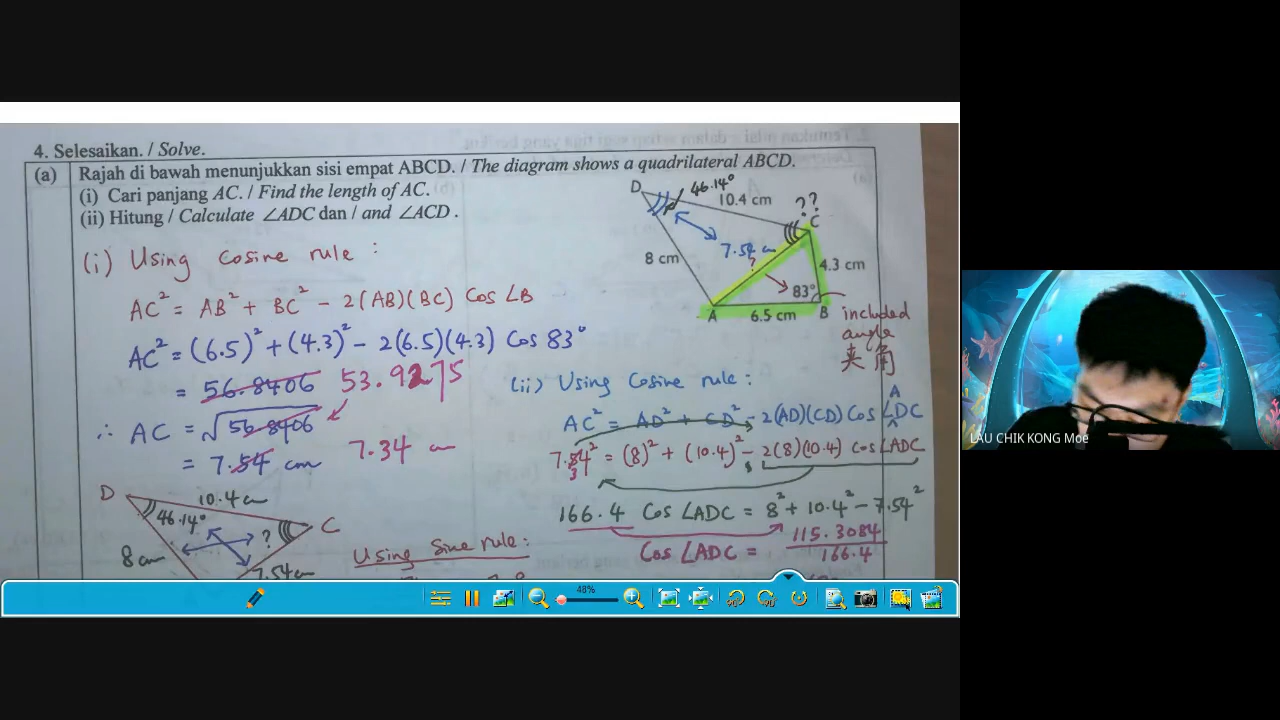 4. Selesaikan. / Solve.
(a) Rajah di bawah menunjukkan sisi empat ABCD. / The diagram shows a quadrilateral ABCD.
(i) Cari panjang AC. / Find the length of AC.
(ii) Hitung / Calculate ∠ADC dan / and ∠ACD.
D 46.14° 10.4 cm ?? C
8 cm 7.54 cm ? 4.3 cm
83°
A 6.5 cm B
included
angle
夹角
(i) Using Cosine rule :
AC² = AB² + BC² - 2(AB)(BC) Cos ∠B
AC² = (6.5)² + (4.3)² - 2(6.5)(4.3) Cos 83°
= 56.8406 53.9275
∴ AC = √56.8406
= 7.54 cm 7.34 cm
D 10.4 cm C
46.14° ?
8 cm 7.54cm
Using Sine rule :
(ii) Using Cosine rule :
A
AC² = AD² + CD² - 2(AD)(CD) Cos ∠DC
7.54² = (8)² + (10.4)² - 2(8)(10.4) Cos ∠ADC
3
166.4 Cos ∠ADC = 8² + 10.4² - 7.54²
Cos ∠ADC = 115.3084
166.4
48%
LAU CHIK KONG Moe